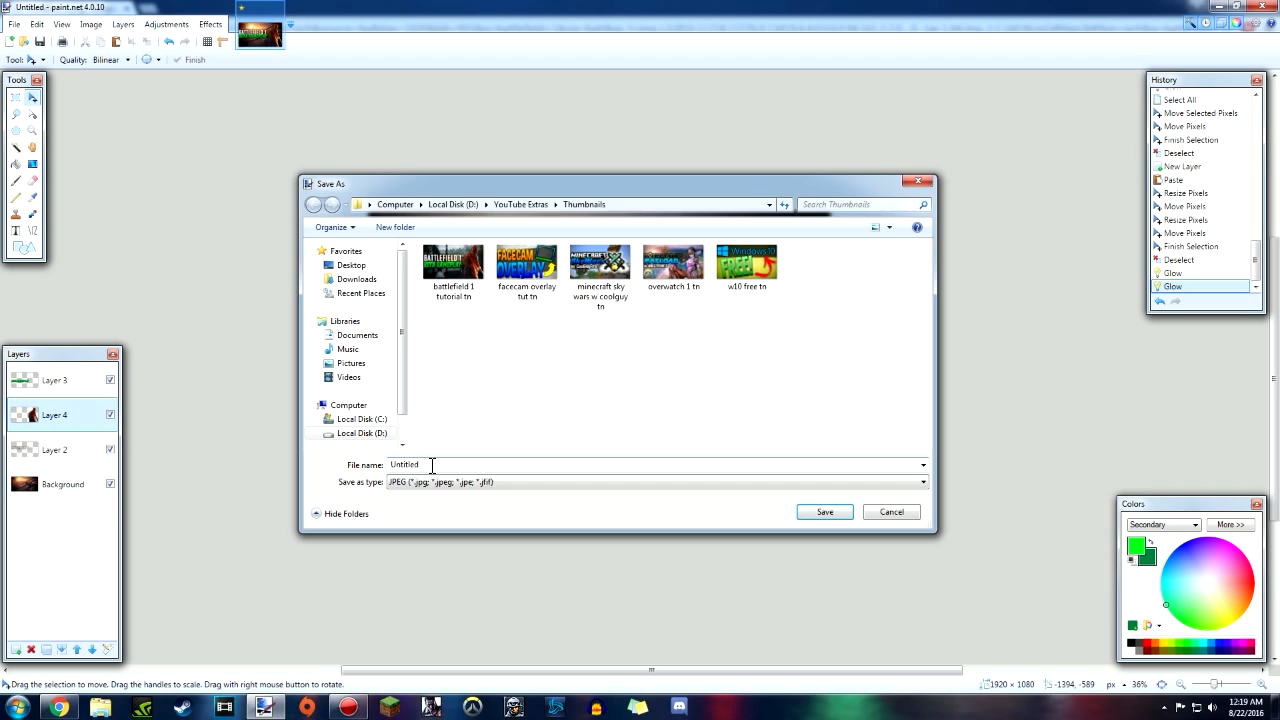 Untitled - paint.net 4.0.10
File Edit View Image Layers Adjustments Effects
Tool: Quality: Bilinear Finish
Tools
History
Select All
Move Selected Pixels
Move Pixels
Finish Selection
Deselect
New Layer
Paste
Resize Pixels
Move Pixels
Resize Pixels
Move Pixels
Finish Selection
Deselect
Glow
Glow
Save As
Computer Local Disk (D:) YouTube Extras Thumbnails
Search Thumbnails
Organize New folder
Favorites
Desktop
Downloads
Recent Places
Libraries
Documents
Music
Pictures
Videos
Computer
Local Disk (C:)
Local Disk (D:)
BATTLEFIELD 1
battlefield 1
tutorial tn
FACECAM
OVERLAY
facecam overlay
tut tn
MINECRAFT
minecraft sky
wars w coolguy
tn
overwatch 1 tn
Windows 10
FREE!
w10 free tn
File name: Untitled
Save as type: JPEG (*.jpg; *.jpeg; *.jpe; *.jfif)
Hide Folders
Save Cancel
Layers
Layer 3
Layer 4
Layer 2
Background
Colors
Secondary More >>
Drag the selection to move. Drag the handles to scale. Drag with right mouse button to rotate.
1920 × 1080 -1394, -589 px 36%
12:19 AM
8/22/2016